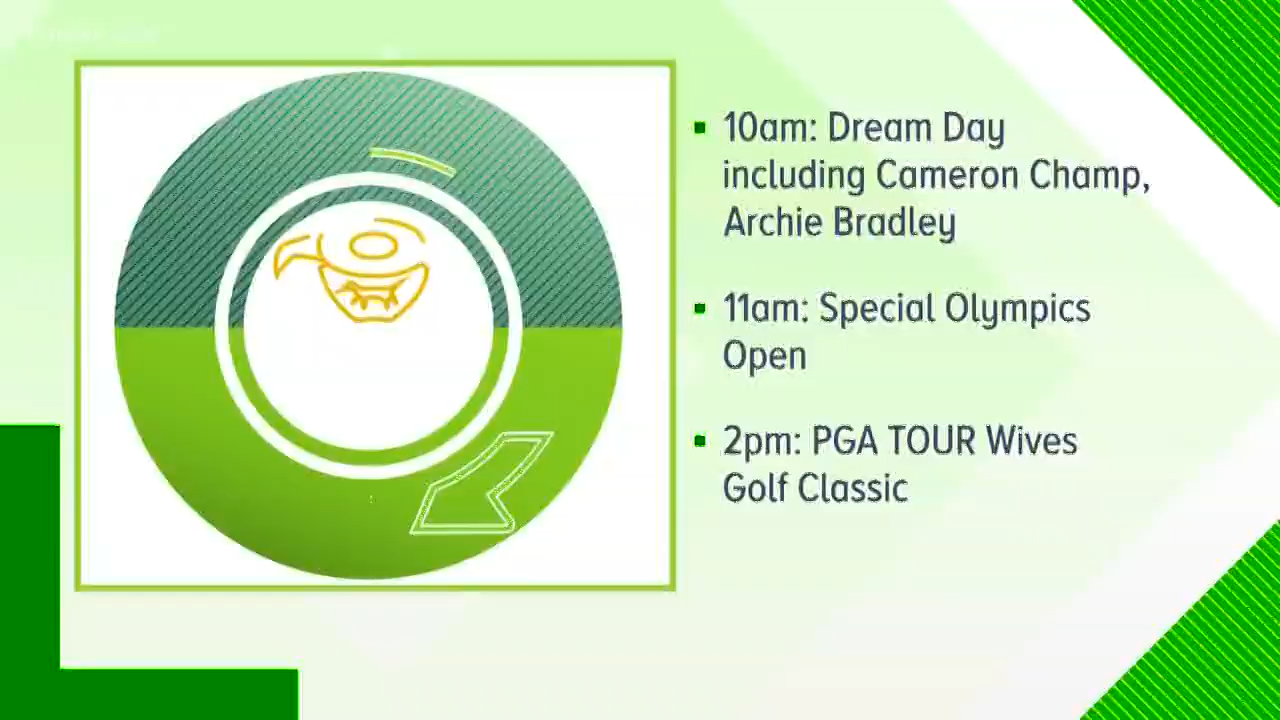 10am: Dream Day
including Cameron Champ,
Archie Bradley
11am: Special Olympics
Open
2pm: PGA TOUR Wives
Golf Classic